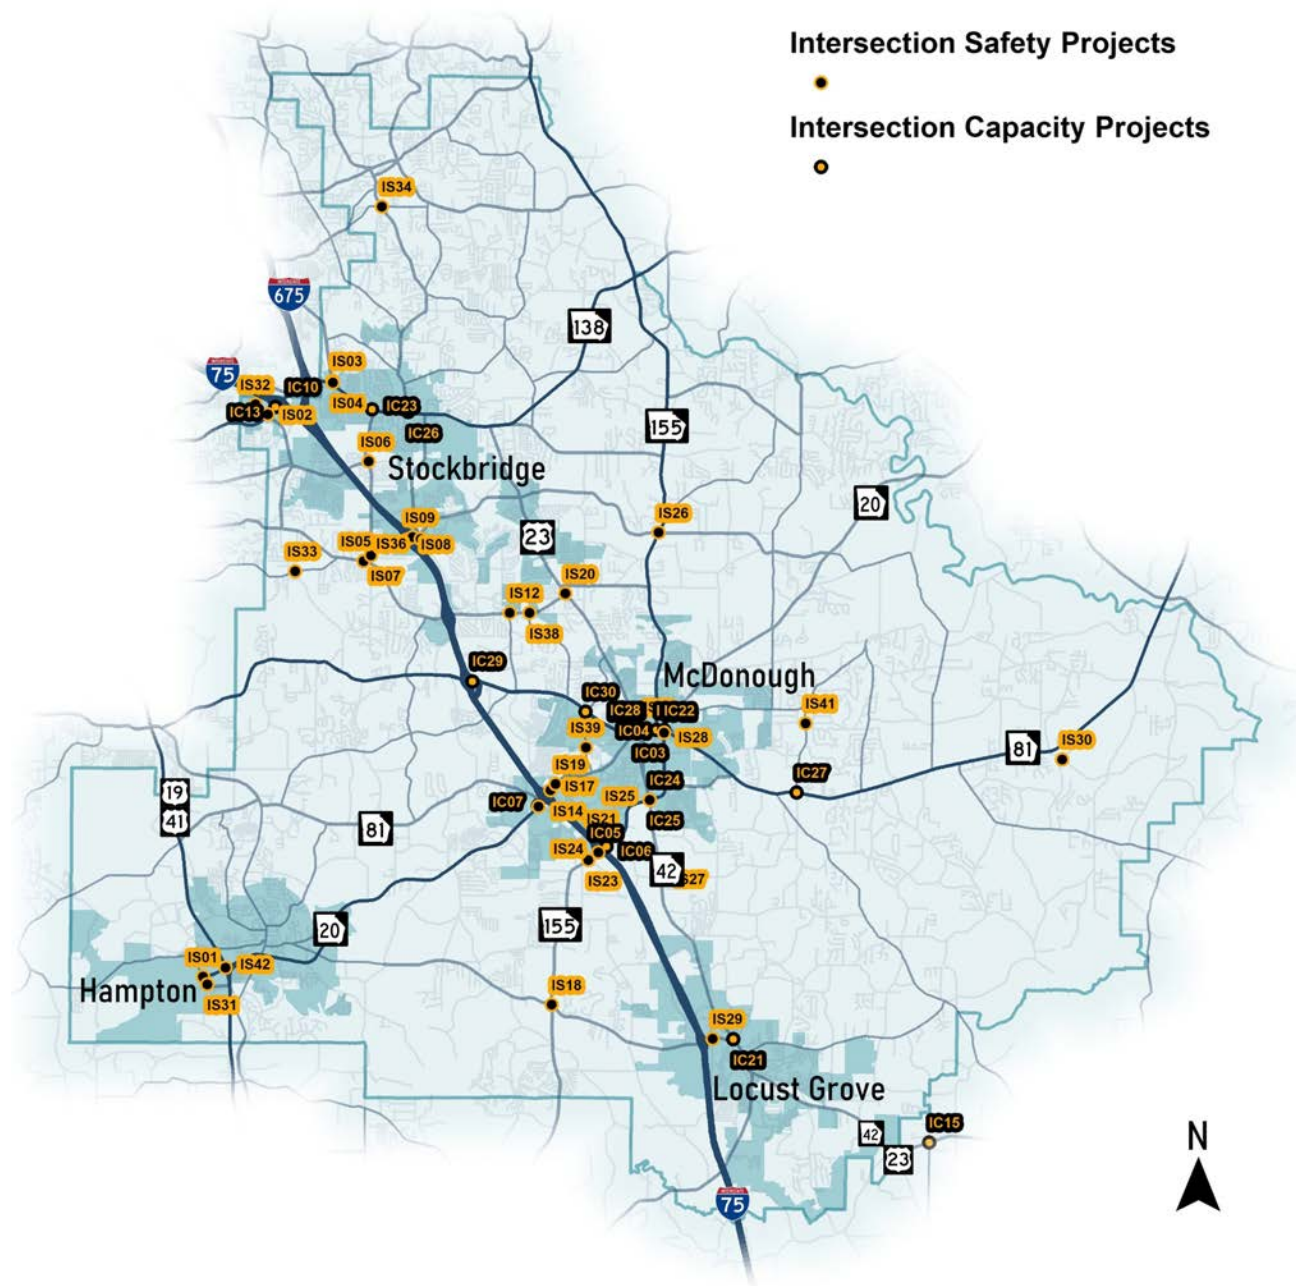 Intersection Safety Projects
Intersection Capacity Projects
IS34
675
138
75
IS03
IS32
IC10
IS04
IC23
IC13
IS02
IC26
155
IS06
Stockbridge
20
IS09
IS26
23
IS05
IS36
IS08
IS33
IS07
IS20
IS12
IS38
IC29
McDonough
IC30
IC28
IC22
IS41
IC04
IS28
IS39
IC03
81
IS30
IS19
IC24
IC27
19
IS17
IS25
41
IC07
IS14
IS21
IC25
81
IC05
IS24
IC06
42
IS23
IS27
155
20
IS01
IS42
Hampton
IS18
IS31
IS29
IC21
Locust Grove
IC15
42
23
N
75